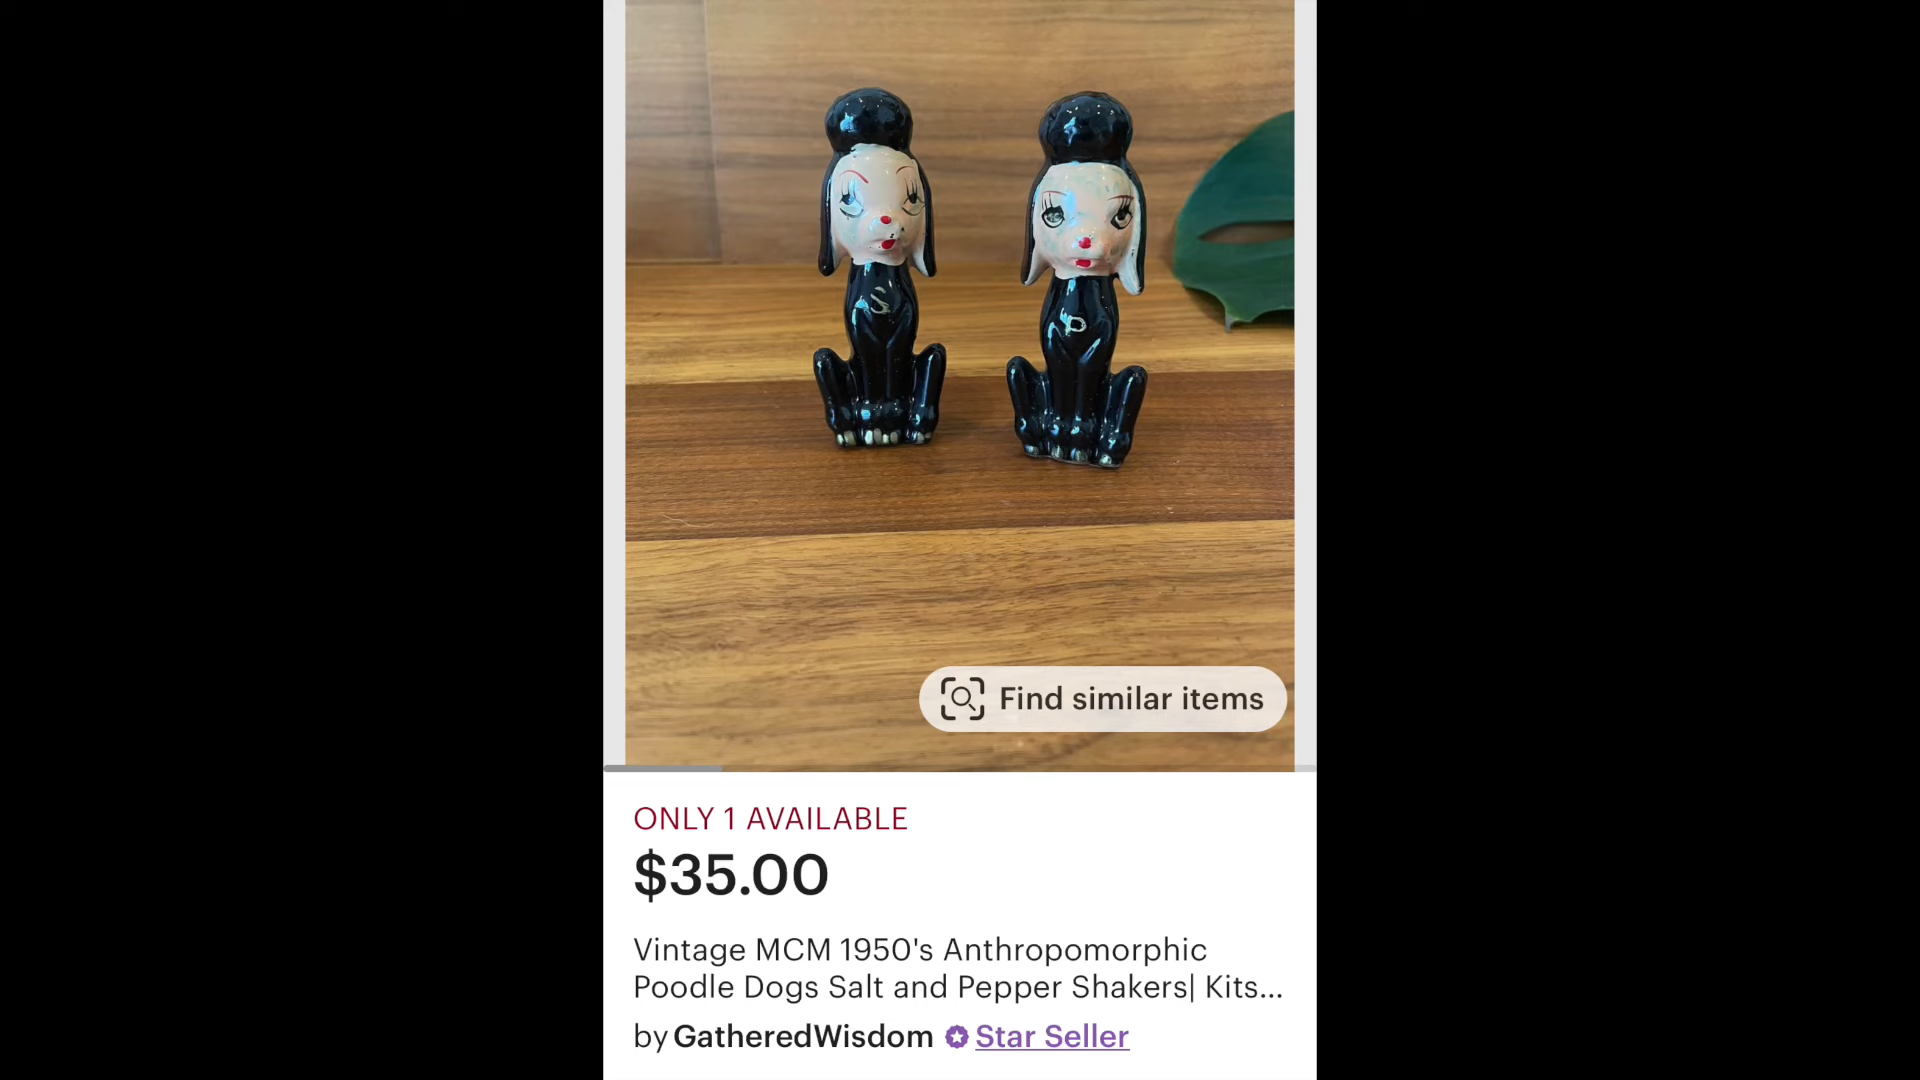 S
P
Find similar items
ONLY 1 AVAILABLE
$35.00
Vintage MCM 1950's Anthropomorphic
Poodle Dogs Salt and Pepper Shakers| Kits...
by GatheredWisdom Star Seller